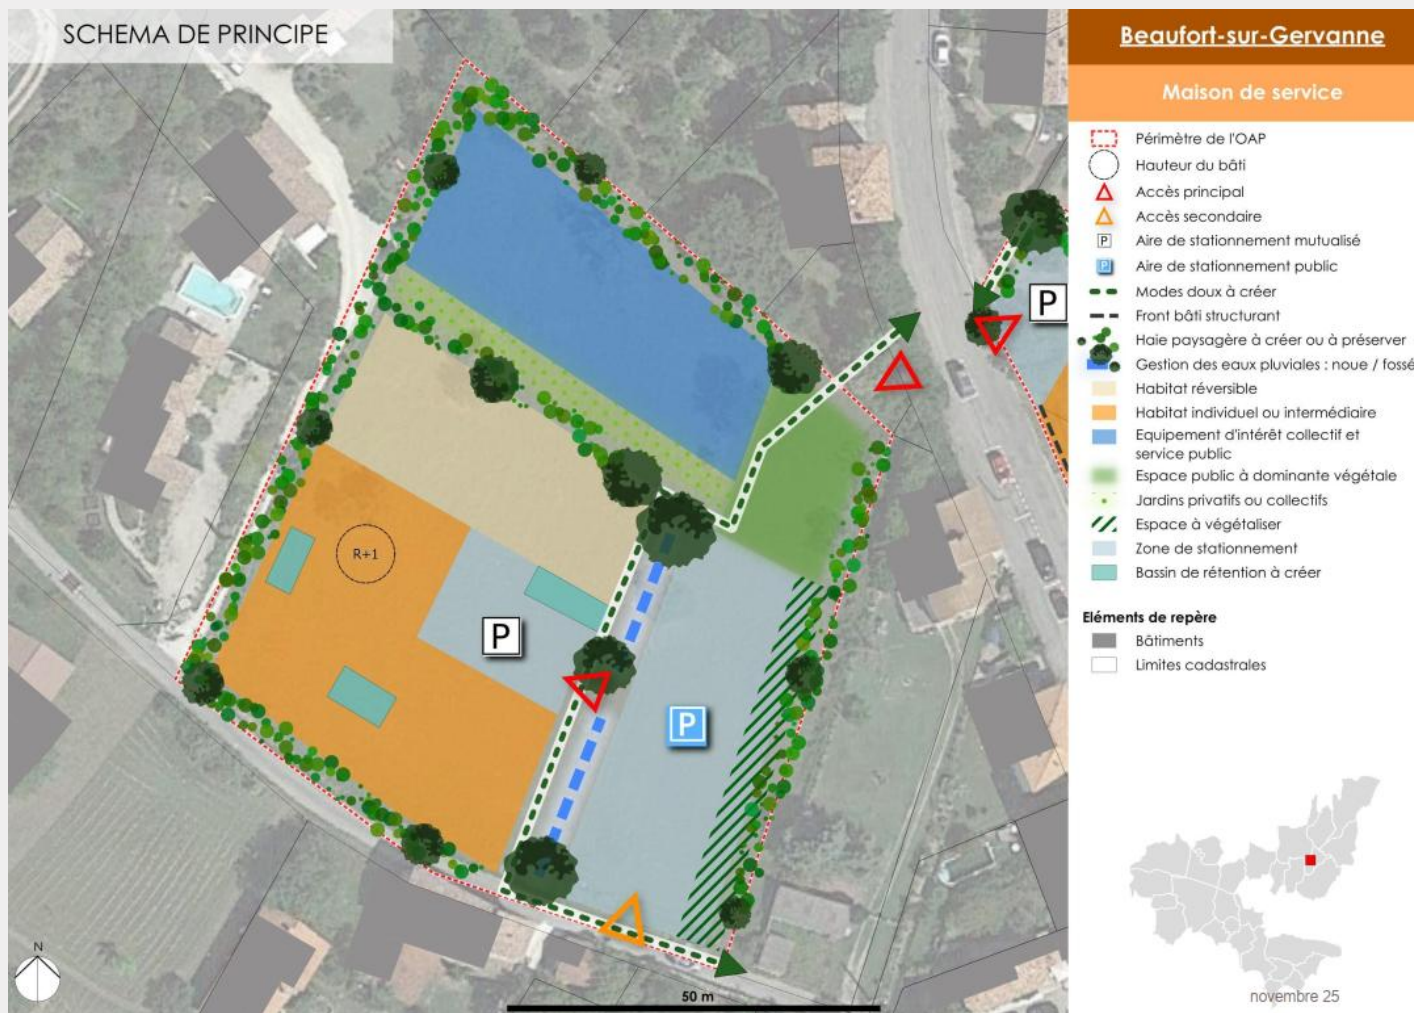 SCHEMA DE PRINCIPE
Beaufort-sur-Gervanne
Maison de service
Périmètre de l'OAP
Hauteur du bâti
Accès principal
Accès secondaire
P Aire de stationnement mutualisé
P Aire de stationnement public
Modes doux à créer
Front bâti structurant
Haie paysagère à créer ou à préserver
Gestion des eaux pluviales : noue / fossé
Habitat réversible
Habitat individuel ou intermédiaire
Equipement d'intérêt collectif et
service public
Espace public à dominante végétale
Jardins privatifs ou collectifs
Espace à végétaliser
Zone de stationnement
Bassin de rétention à créer
Eléments de repère
Bâtiments
Limites cadastrales
P
R+1
P
P
N
50 m
novembre 25